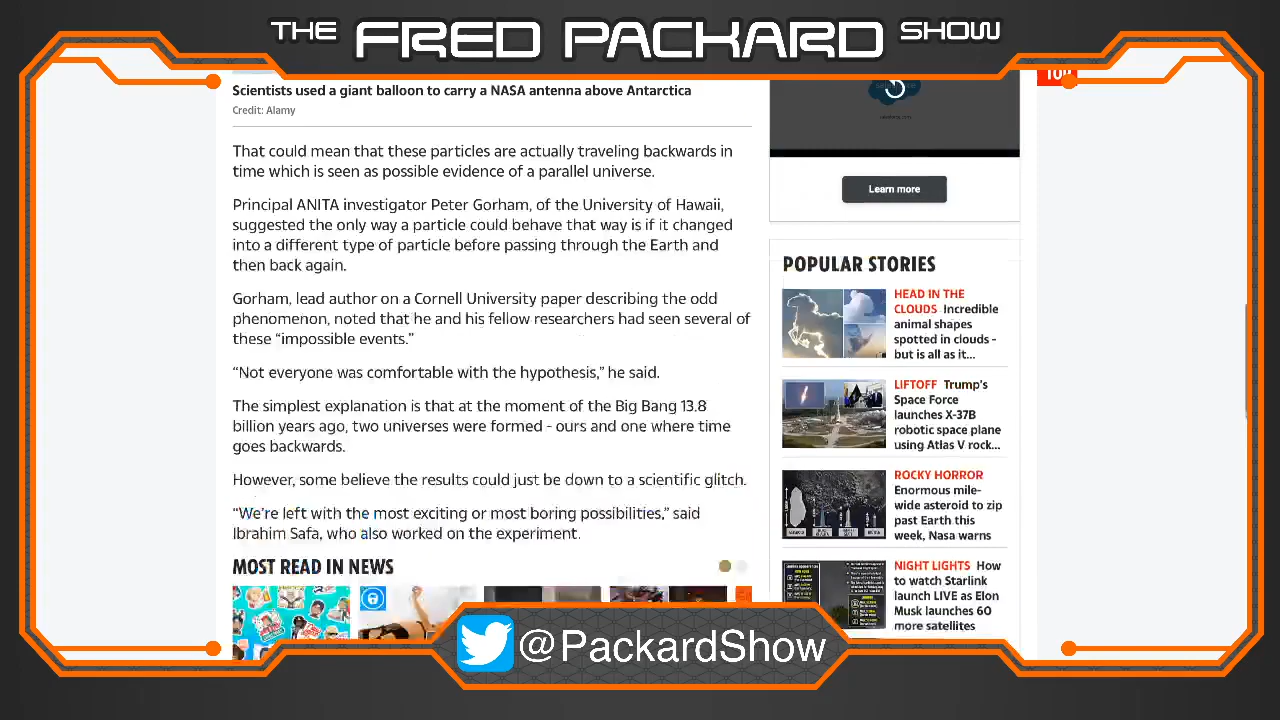 THE FRED PACKARD SHOW
TOP
Scientists used a giant balloon to carry a NASA antenna above Antarctica
Credit: Alamy
That could mean that these particles are actually traveling backwards in
time which is seen as possible evidence of a parallel universe.
Principal ANITA investigator Peter Gorham, of the University of Hawaii,
suggested the only way a particle could behave that way is if it changed
into a different type of particle before passing through the Earth and
then back again.
Gorham, lead author on a Cornell University paper describing the odd
phenomenon, noted that he and his fellow researchers had seen several of
these “impossible events.”
“Not everyone was comfortable with the hypothesis,” he said.
The simplest explanation is that at the moment of the Big Bang 13.8
billion years ago, two universes were formed - ours and one where time
goes backwards.
However, some believe the results could just be down to a scientific glitch.
“We’re left with the most exciting or most boring possibilities,” said
Ibrahim Safa, who also worked on the experiment.
MOST READ IN NEWS
Learn more
POPULAR STORIES
HEAD IN THE
CLOUDS Incredible
animal shapes
spotted in clouds -
but is all as it...
LIFTOFF Trump’s
Space Force
launches X-37B
robotic space plane
using Atlas V rock...
ROCKY HORROR
Enormous mile-
wide asteroid to zip
past Earth this
week, Nasa warns
NIGHT LIGHTS How
to watch Starlink
launch LIVE as Elon
Musk launches 60
more satellites
@PackardShow